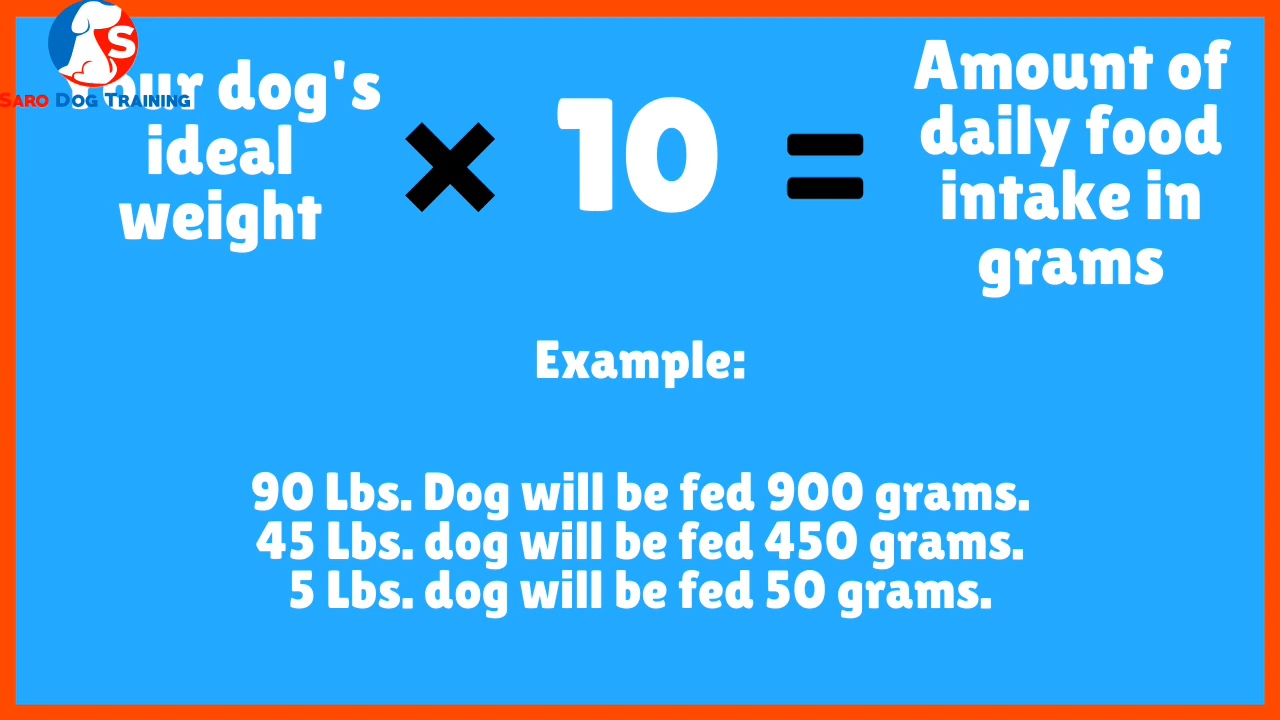 S
SARO DOG TRAINING
Your dog's
ideal
weight
× 10 =
Amount of
daily food
intake in
grams
Example:
90 Lbs. Dog will be fed 900 grams.
45 Lbs. dog will be fed 450 grams.
5 Lbs. dog will be fed 50 grams.